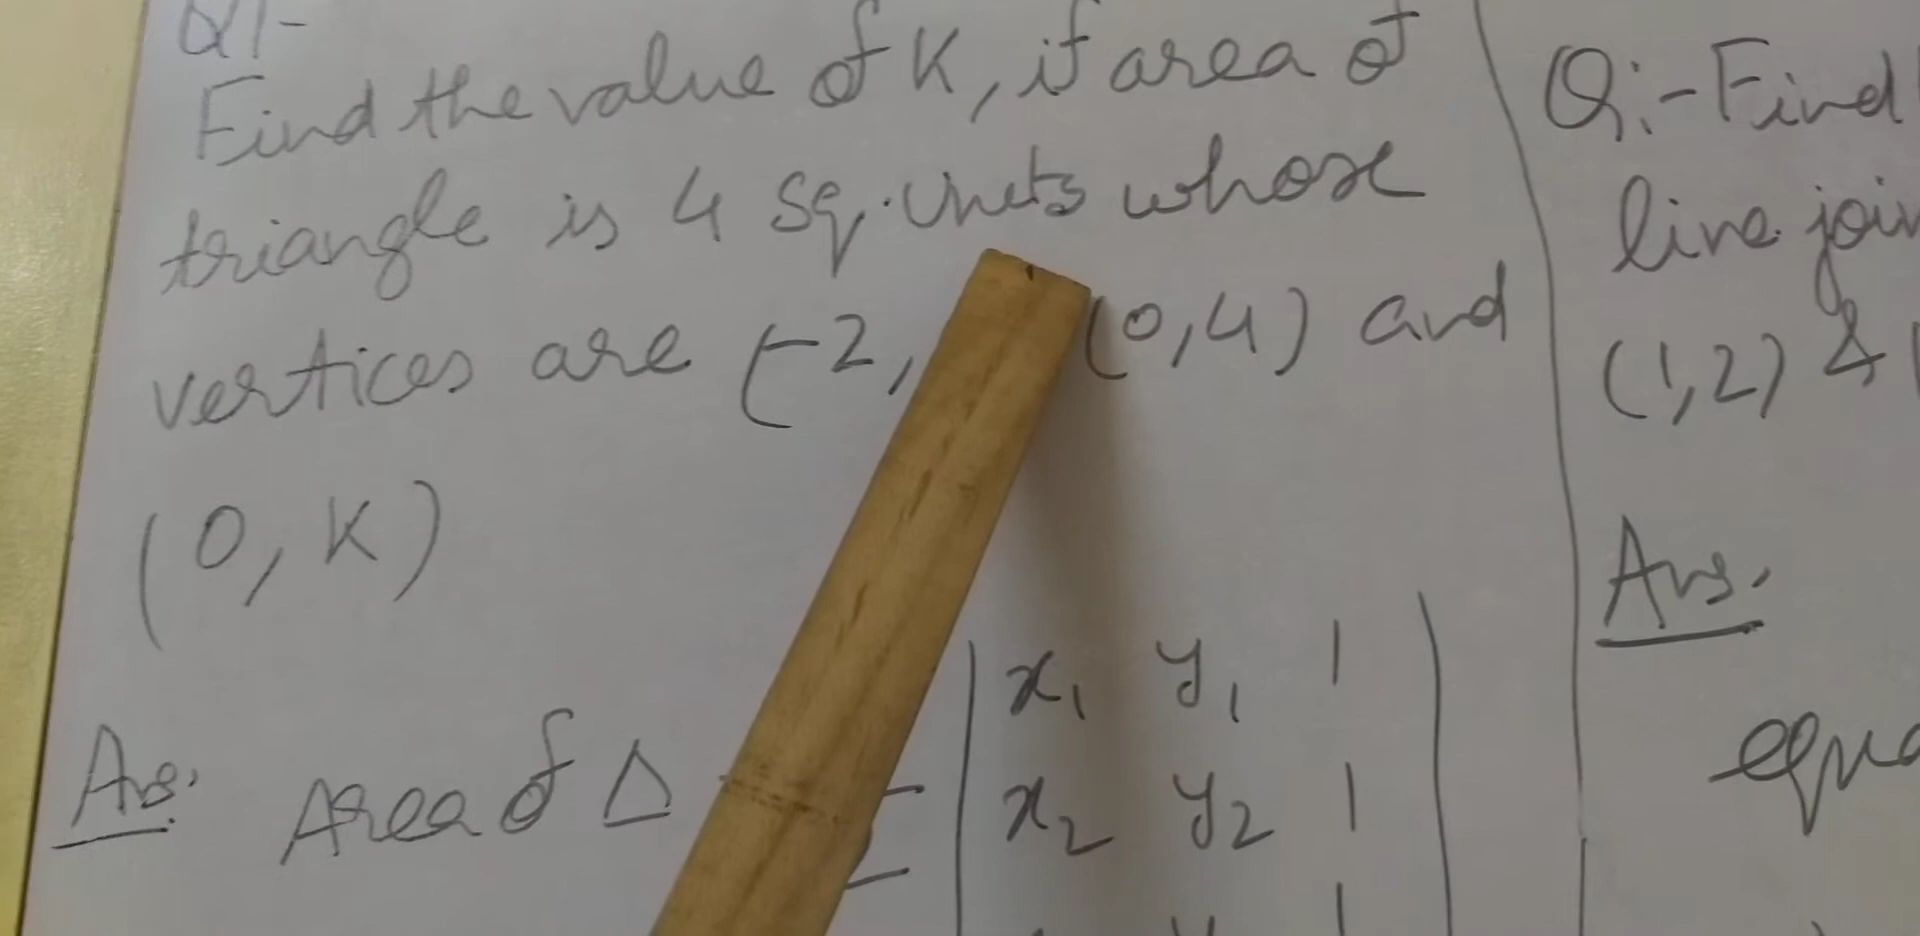 Q1-
Find the value of K, if area of
triangle is 4 sq. units whose
vertices are (-2, (0,4) and
(0, K)
Ans. Area of Δ =
| x₁ y₁ 1 |
| x₂ y₂ 1 |
Q:- Find
line join
(1,2) &
Ans.
equa